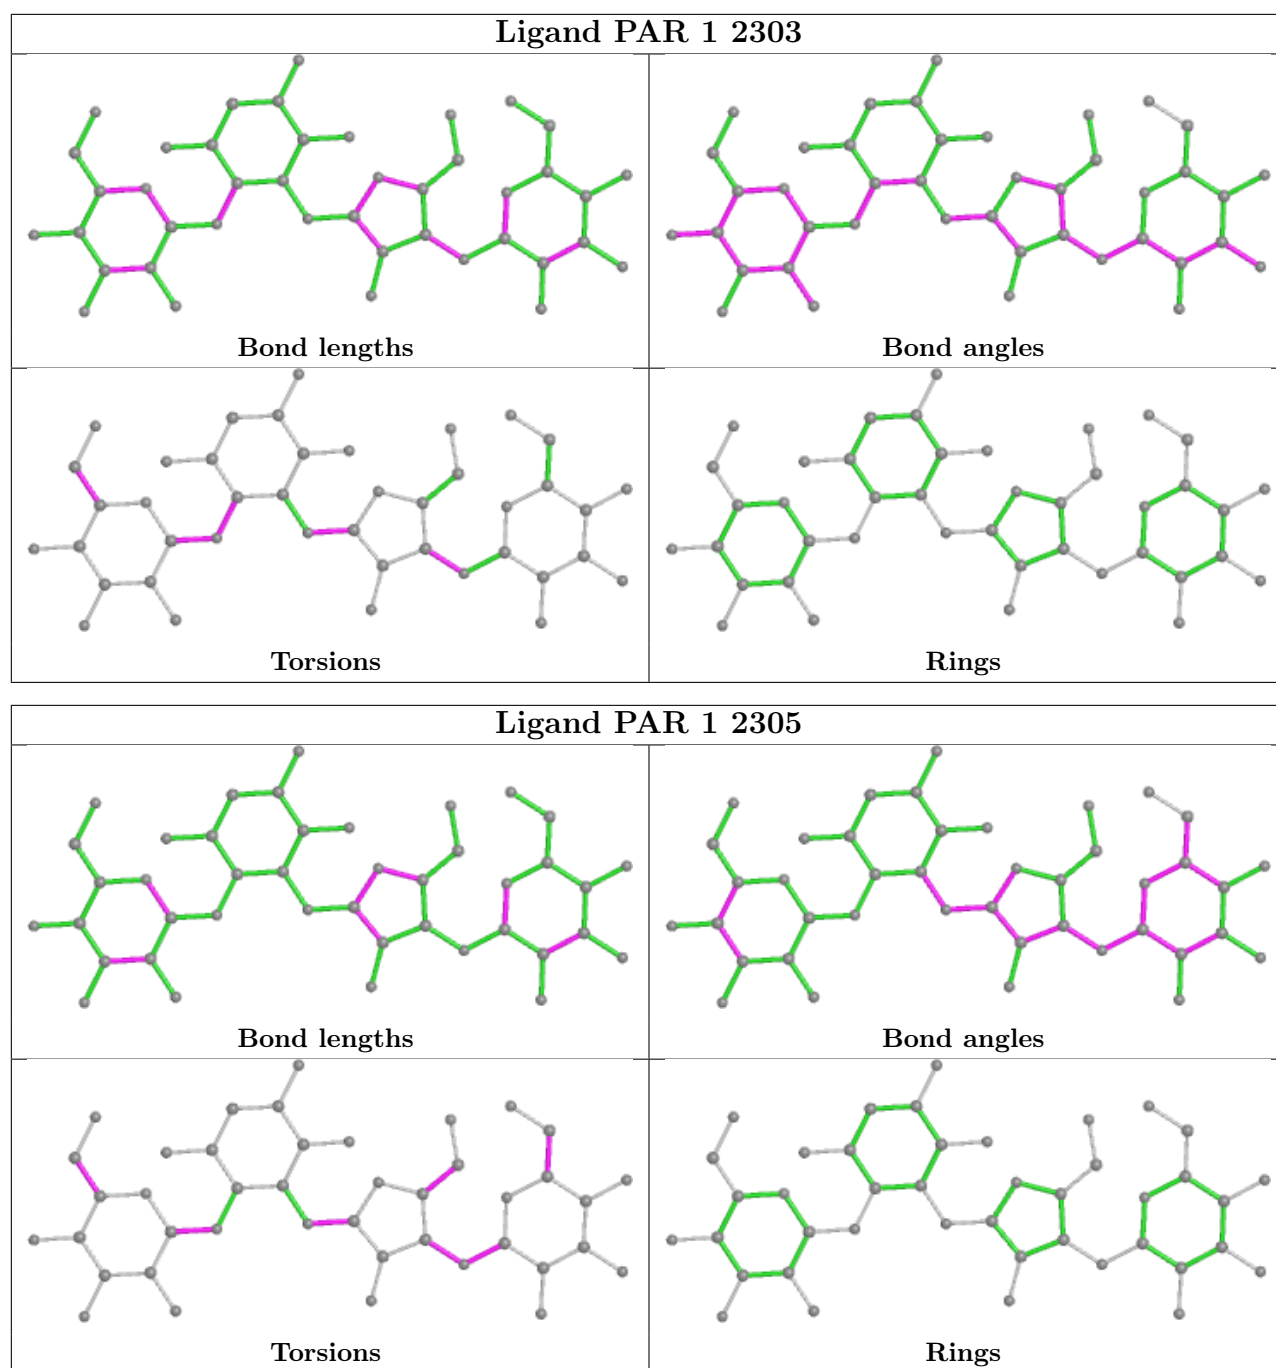 Ligand PAR 1 2303
Bond lengths
Bond angles
Torsions
Rings
Ligand PAR 1 2305
Bond lengths
Bond angles
Torsions
Rings